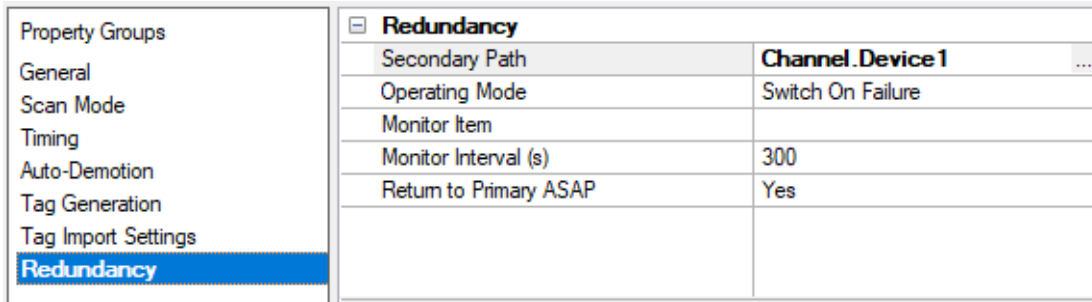 Property Groups
General
Scan Mode
Timing
Auto-Demotion
Tag Generation
Tag Import Settings
Redundancy
Redundancy
Secondary Path Channel.Device1 ...
Operating Mode Switch On Failure
Monitor Item
Monitor Interval (s) 300
Return to Primary ASAP Yes